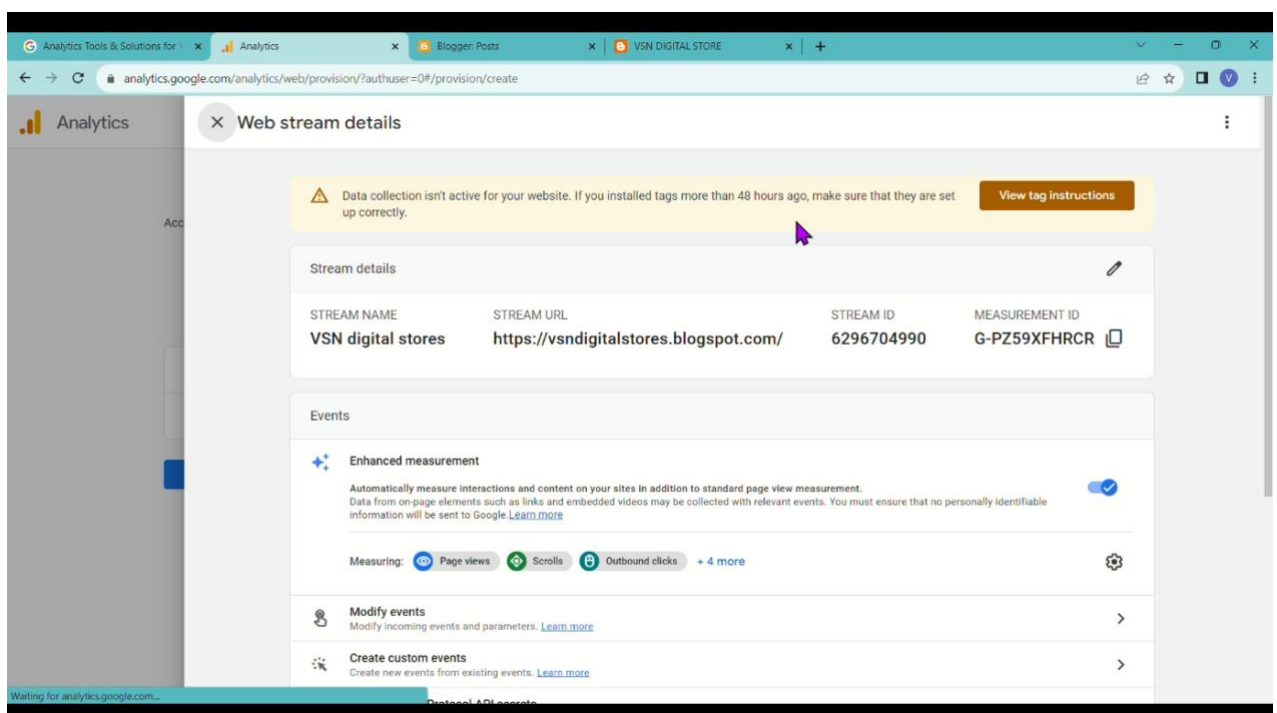 Analytics Tools & Solutions for
Analytics
Blogger: Posts
VSN DIGITAL STORE
analytics.google.com/analytics/web/provision/?authuser=0#/provision/create
V
Analytics
Web stream details
Data collection isn't active for your website. If you installed tags more than 48 hours ago, make sure that they are set
up correctly.
View tag instructions
Acc
Stream details
STREAM NAME STREAM URL STREAM ID MEASUREMENT ID
VSN digital stores https://vsndigitalstores.blogspot.com/ 6296704990 G-PZ59XFHRCR
Events
Enhanced measurement
Automatically measure interactions and content on your sites in addition to standard page view measurement.
Data from on-page elements such as links and embedded videos may be collected with relevant events. You must ensure that no personally identifiable
information will be sent to Google.Learn more
Measuring: Page views Scrolls Outbound clicks + 4 more
Modify events
Modify incoming events and parameters. Learn more
Create custom events
Create new events from existing events. Learn more
Protocol API secrets
Waiting for analytics.google.com...